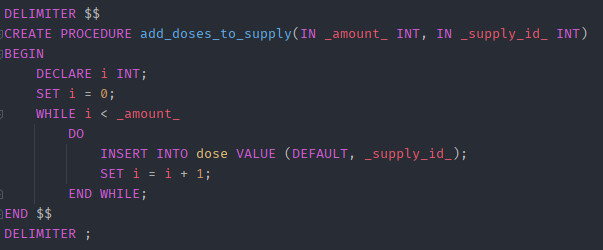 DELIMITER $$
CREATE PROCEDURE add_doses_to_supply(IN _amount_ INT, IN _supply_id_ INT)
BEGIN
    DECLARE i INT;
    SET i = 0;
    WHILE i < _amount_
        DO
            INSERT INTO dose VALUE (DEFAULT, _supply_id_);
            SET i = i + 1;
        END WHILE;
END $$
DELIMITER ;